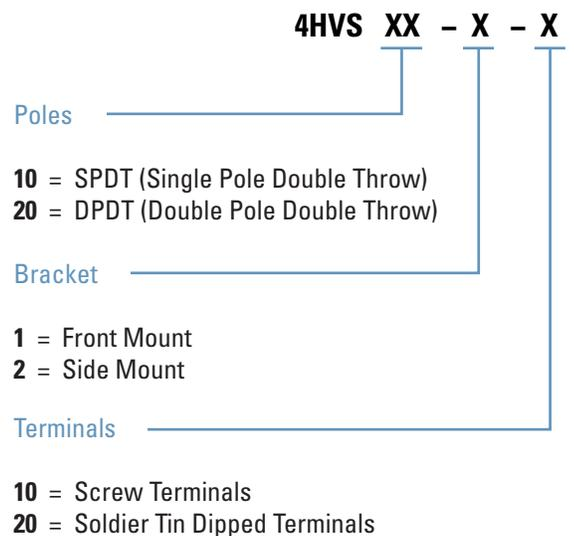 4HVS XX – X – X
Poles
10 = SPDT (Single Pole Double Throw)
20 = DPDT (Double Pole Double Throw)
Bracket
1 = Front Mount
2 = Side Mount
Terminals
10 = Screw Terminals
20 = Soldier Tin Dipped Terminals